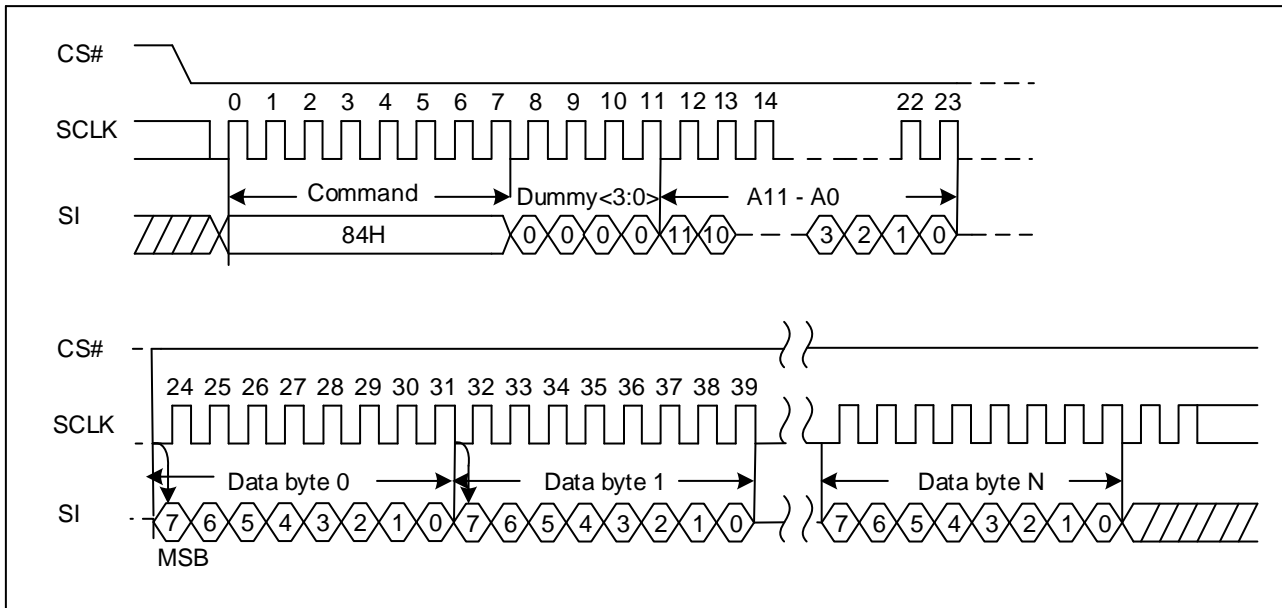 CS#
0 1 2 3 4 5 6 7 8 9 10 11 12 13 14 22 23
SCLK
Command Dummy<3:0> A11 - A0
SI 84H 0 0 0 0 11 10 3 2 1 0
CS#
24 25 26 27 28 29 30 31 32 33 34 35 36 37 38 39
SCLK
Data byte 0 Data byte 1 Data byte N
SI 7 6 5 4 3 2 1 0 7 6 5 4 3 2 1 0 7 6 5 4 3 2 1 0
MSB